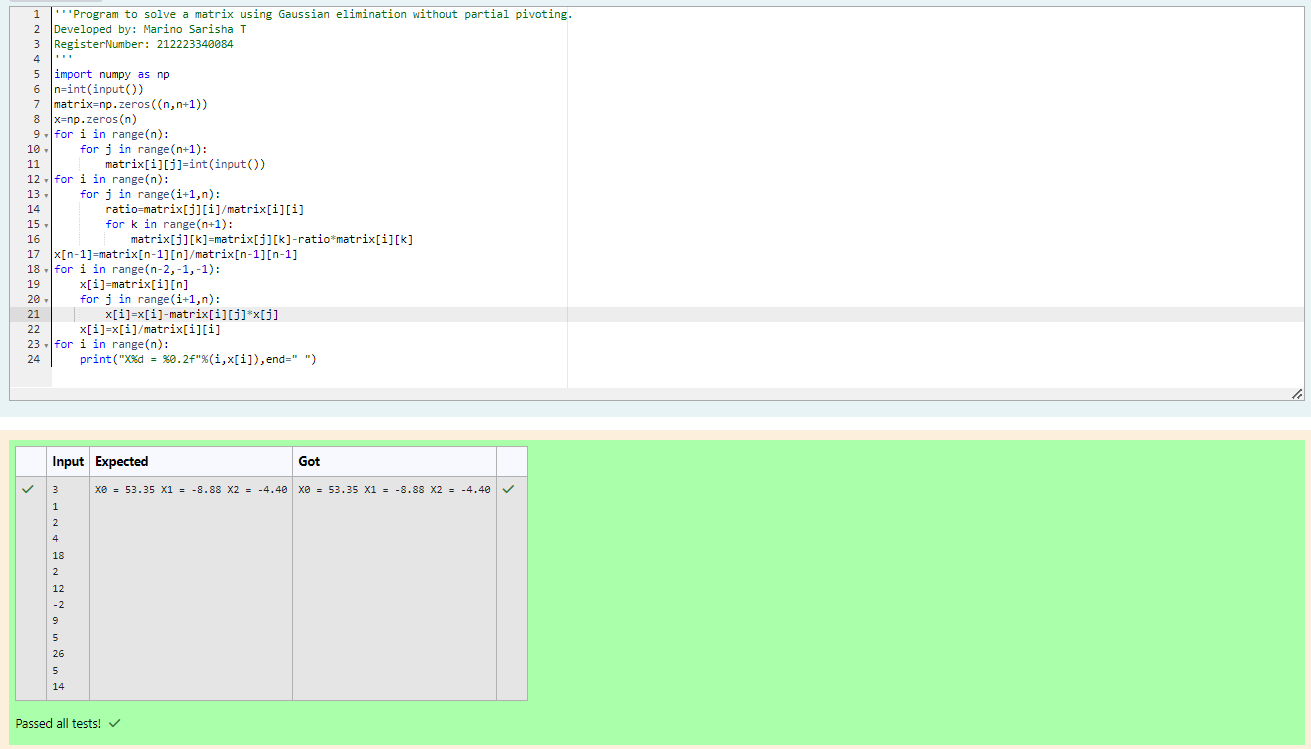 1 '''Program to solve a matrix using Gaussian elimination without partial pivoting.
2 Developed by: Marino Sarisha T
3 RegisterNumber: 212223340084
4 '''
5 import numpy as np
6 n=int(input())
7 matrix=np.zeros((n,n+1))
8 x=np.zeros(n)
9 for i in range(n):
10     for j in range(n+1):
11         matrix[i][j]=int(input())
12 for i in range(n):
13     for j in range(i+1,n):
14         ratio=matrix[j][i]/matrix[i][i]
15         for k in range(n+1):
16             matrix[j][k]=matrix[j][k]-ratio*matrix[i][k]
17 x[n-1]=matrix[n-1][n]/matrix[n-1][n-1]
18 for i in range(n-2,-1,-1):
19     x[i]=matrix[i][n]
20     for j in range(i+1,n):
21         x[i]=x[i]-matrix[i][j]*x[j]
22     x[i]=x[i]/matrix[i][i]
23 for i in range(n):
24     print("X%d = %0.2f"%(i,x[i]),end=" ")
Input Expected Got
3 X0 = 53.35 X1 = -8.88 X2 = -4.40 X0 = 53.35 X1 = -8.88 X2 = -4.40
1
2
4
18
2
12
-2
9
5
26
5
14
Passed all tests!